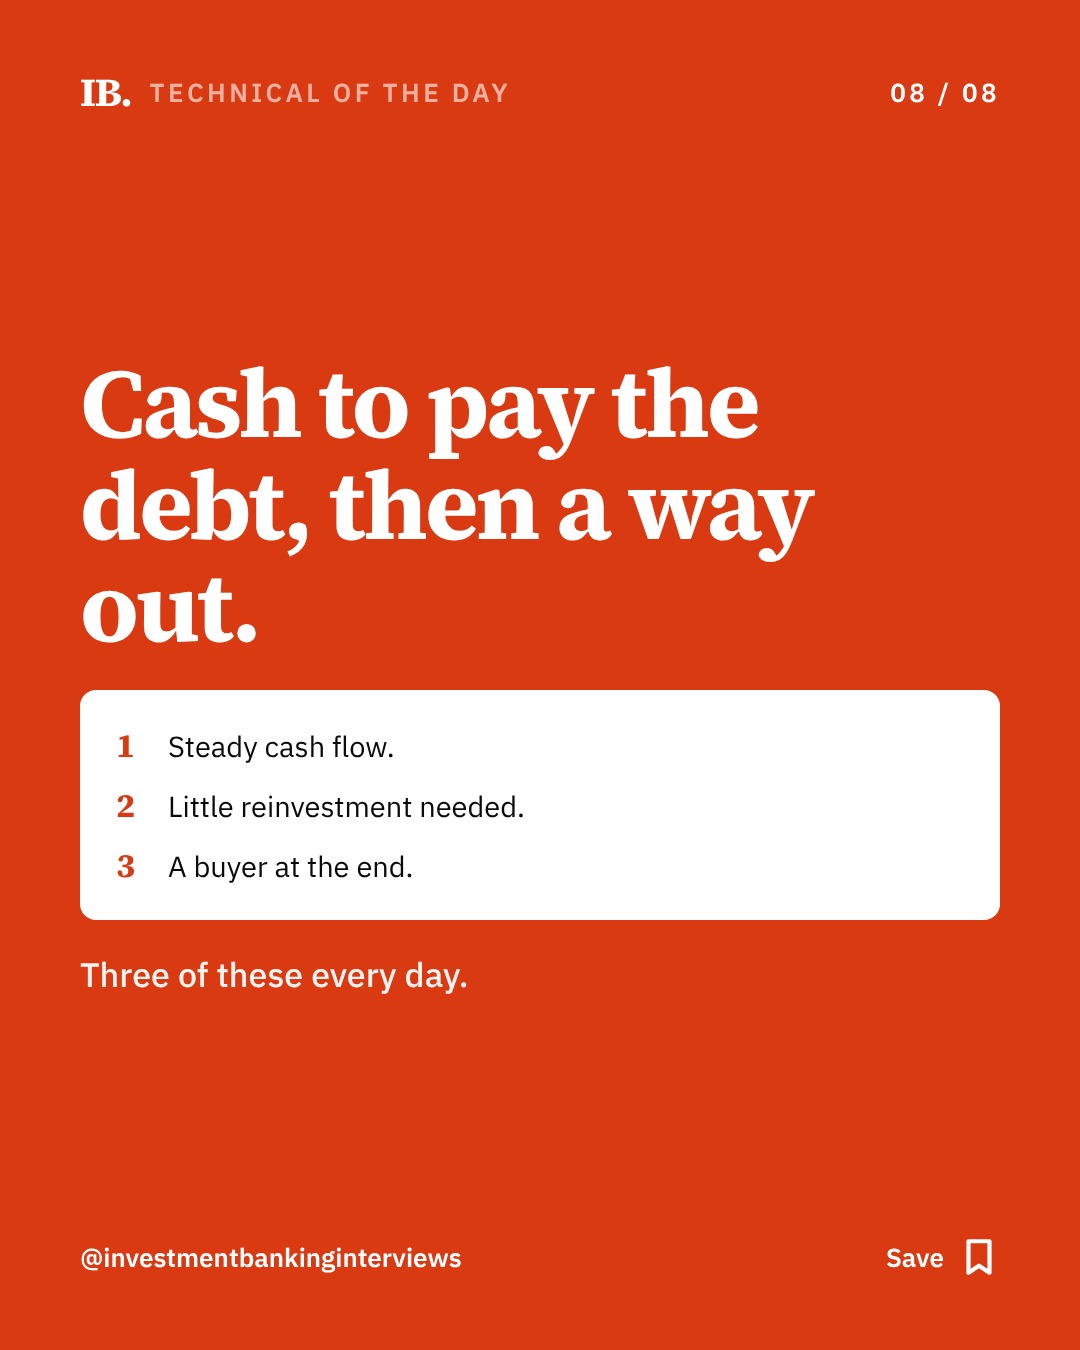 IB. TECHNICAL OF THE DAY 08 / 08
Cash to pay the
debt, then a way
out.
1 Steady cash flow.
2 Little reinvestment needed.
3 A buyer at the end.
Three of these every day.
@investmentbankinginterviews Save